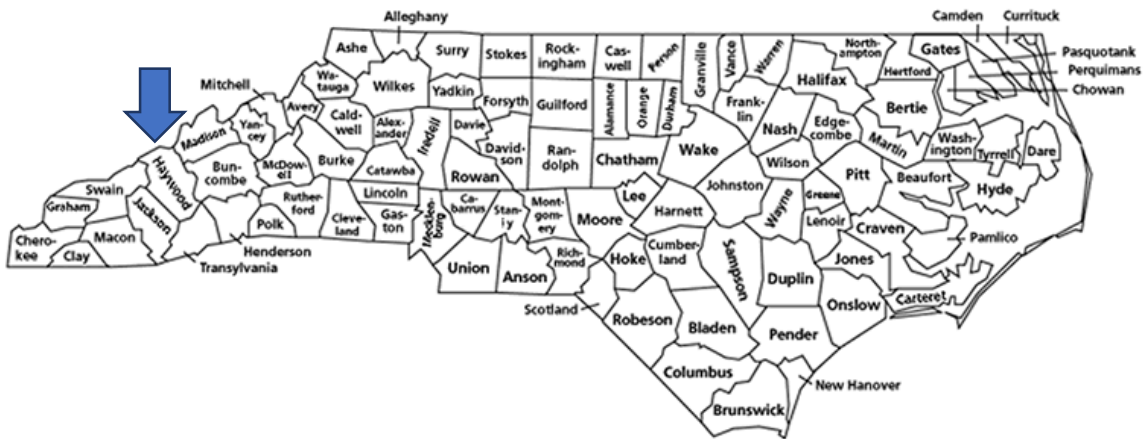 Alleghany
Camden
Currituck
Ashe
Surry
Stokes
Rock-
ingham
Cas-
well
Person
Granville
Vance
Warren
North-
ampton
Gates
Pasquotank
Perquimans
Chowan
Mitchell
Wa-
tauga
Wilkes
Yadkin
Forsyth
Guilford
Alamance
Orange
Durham
Frank-
lin
Halifax
Hertford
Bertie
Avery
Cald-
well
Alex-
ander
Iredell
Davie
Madison
Yan-
cey
Nash
Edge-
combe
Martin
Wash-
ington
Tyrrell
Dare
Haywood
Bun-
combe
McDow-
ell
Burke
Catawba
Rowan
David-
son
Ran-
dolph
Chatham
Wake
Wilson
Pitt
Beaufort
Hyde
Swain
Graham
Jackson
Ruther-
ford
Lincoln
Johnston
Greene
Wayne
Lee
Harnett
Lenoir
Craven
Pamlico
Chero-
kee
Clay
Macon
Polk
Cleve-
land
Gas-
ton
Mecklen-
burg
Ca-
barrus
Stan-
l y
Mont-
gom-
ery
Moore
Henderson
Transylvania
Union
Anson
Rich-
mond
Hoke
Cumber-
land
Sampson
Duplin
Jones
Onslow
Carteret
Scotland
Robeson
Bladen
Pender
Columbus
New Hanover
Brunswick